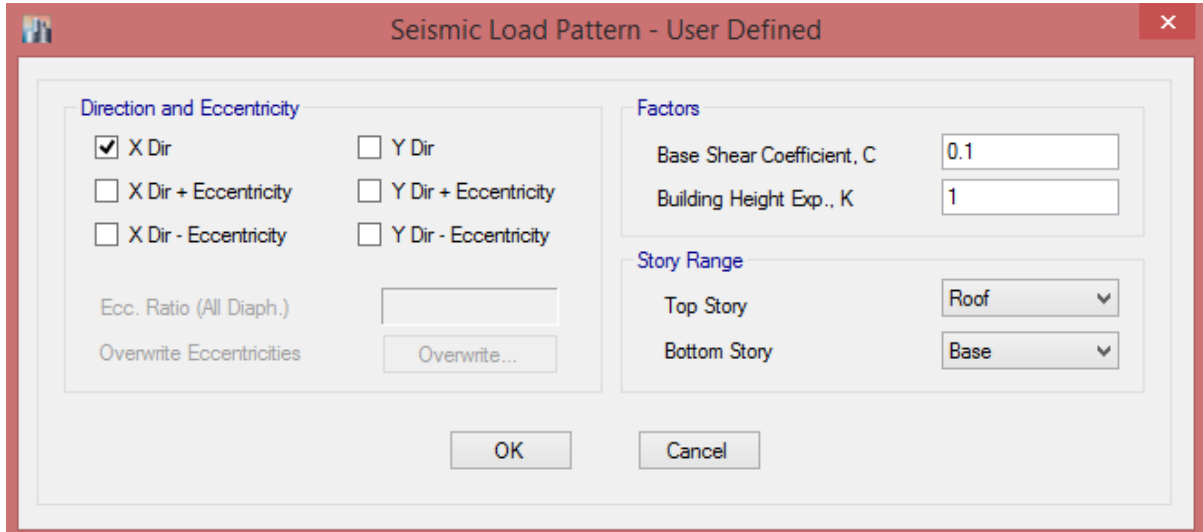 Seismic Load Pattern - User Defined
Direction and Eccentricity
X Dir
Y Dir
X Dir + Eccentricity
Y Dir + Eccentricity
X Dir - Eccentricity
Y Dir - Eccentricity
Ecc. Ratio (All Diaph.)
Overwrite Eccentricities
Overwrite...
Factors
Base Shear Coefficient, C
0.1
Building Height Exp., K
1
Story Range
Top Story
Roof
Bottom Story
Base
OK
Cancel